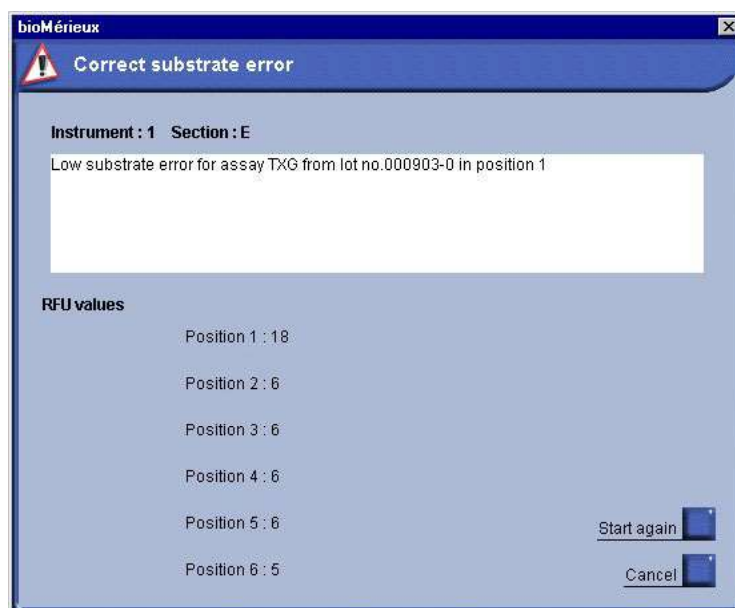 bioMérieux
Correct substrate error
Instrument : 1 Section : E
Low substrate error for assay TXG from lot no.000903-0 in position 1
RFU values
Position 1 : 18
Position 2 : 6
Position 3 : 6
Position 4 : 6
Position 5 : 6
Start again
Position 6 : 5
Cancel